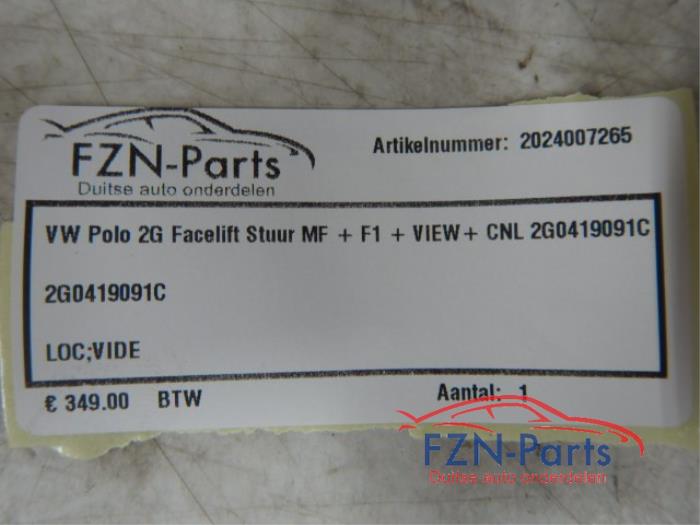 FZN-Parts
Duitse auto onderdelen
Artikelnummer: 2024007265
VW Polo 2G Facelift Stuur MF + F1 + VIEW+ CNL 2G0419091C
2G0419091C
LOC;VIDE
€ 349.00 BTW
Aantal: 1
FZN-Parts
Duitse auto onderdelen